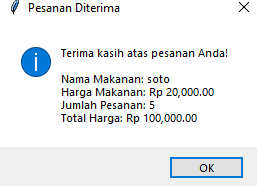 Pesanan Diterima
Terima kasih atas pesanan Anda!
Nama Makanan: soto
Harga Makanan: Rp 20,000.00
Jumlah Pesanan: 5
Total Harga: Rp 100,000.00
OK